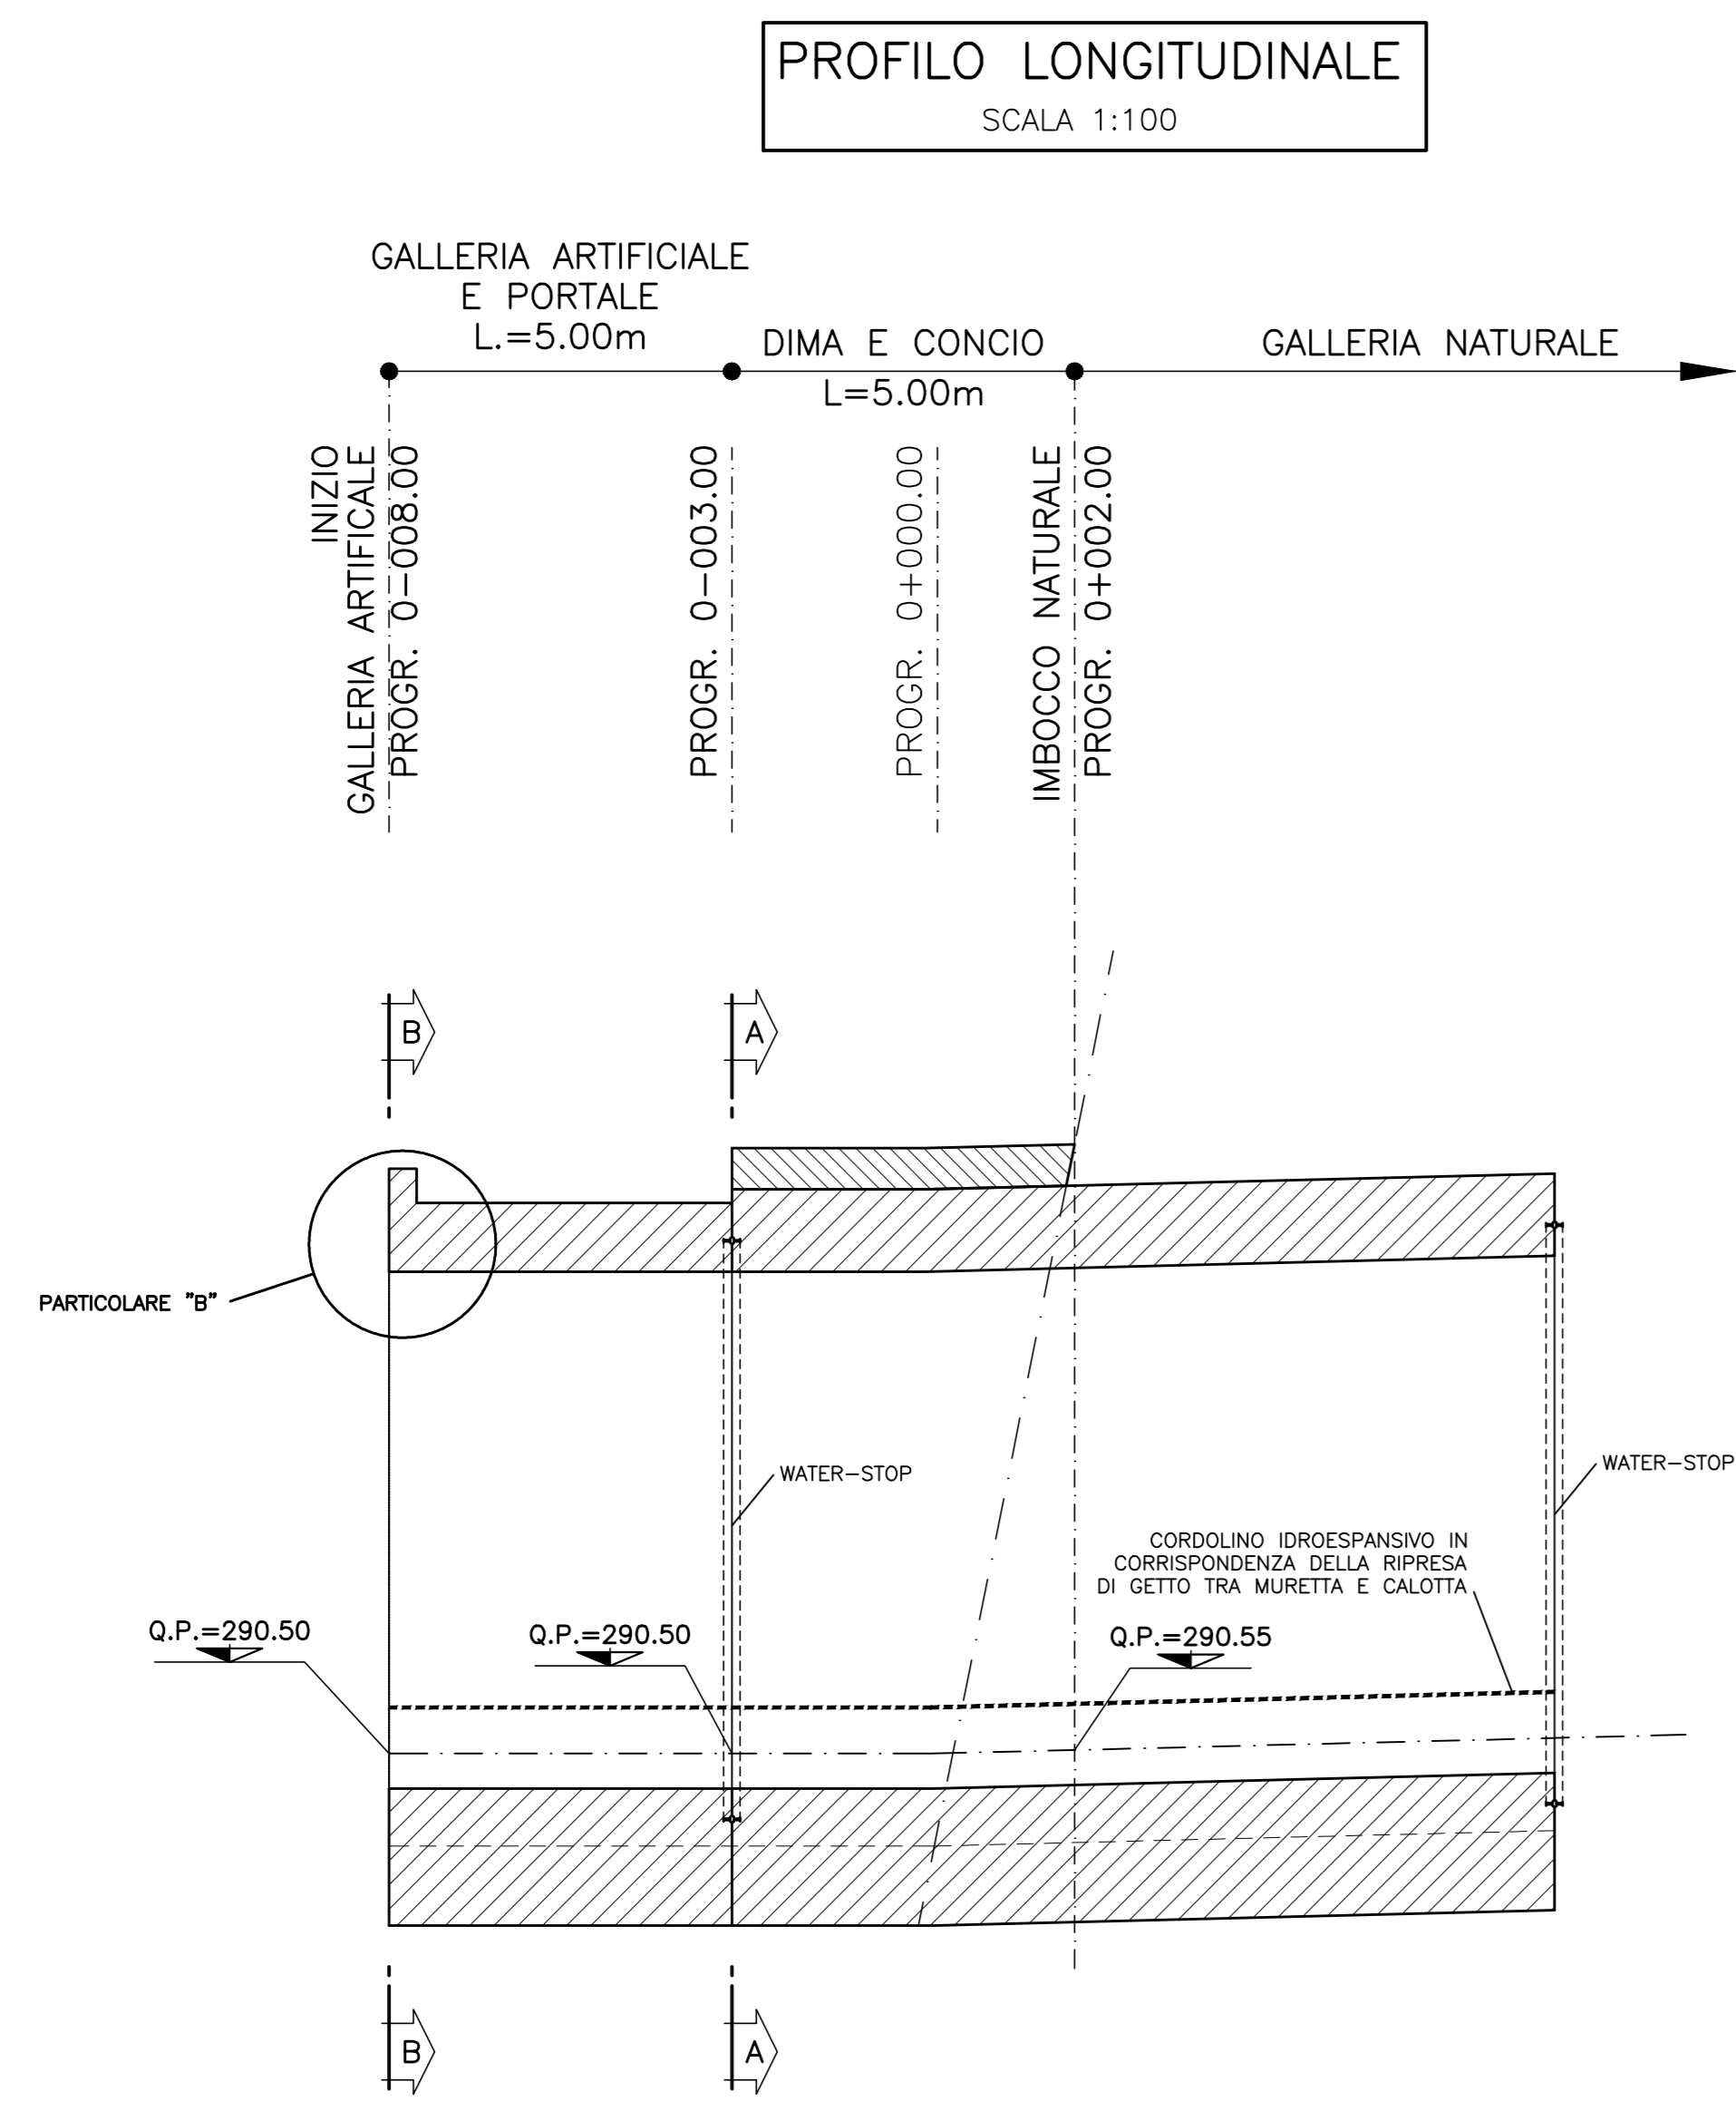 PROFILO LONGITUDINALE
SCALA 1:100
GALLERIA ARTIFICIALE
E PORTALE
L.=5.00m
DIMA E CONCIO
L=5.00m
GALLERIA NATURALE
INIZIO
GALLERIA ARTIFICALE
PROGR. 0-008.00
PROGR. 0-003.00
PROGR. 0+000.00
IMBOCCO NATURALE
PROGR. 0+002.00
B
A
PARTICOLARE "B"
WATER-STOP
WATER-STOP
CORDOLINO IDROESPANSIVO IN
CORRISPONDENZA DELLA RIPRESA
DI GETTO TRA MURETTA E CALOTTA
Q.P.=290.50
Q.P.=290.50
Q.P.=290.55
B
A